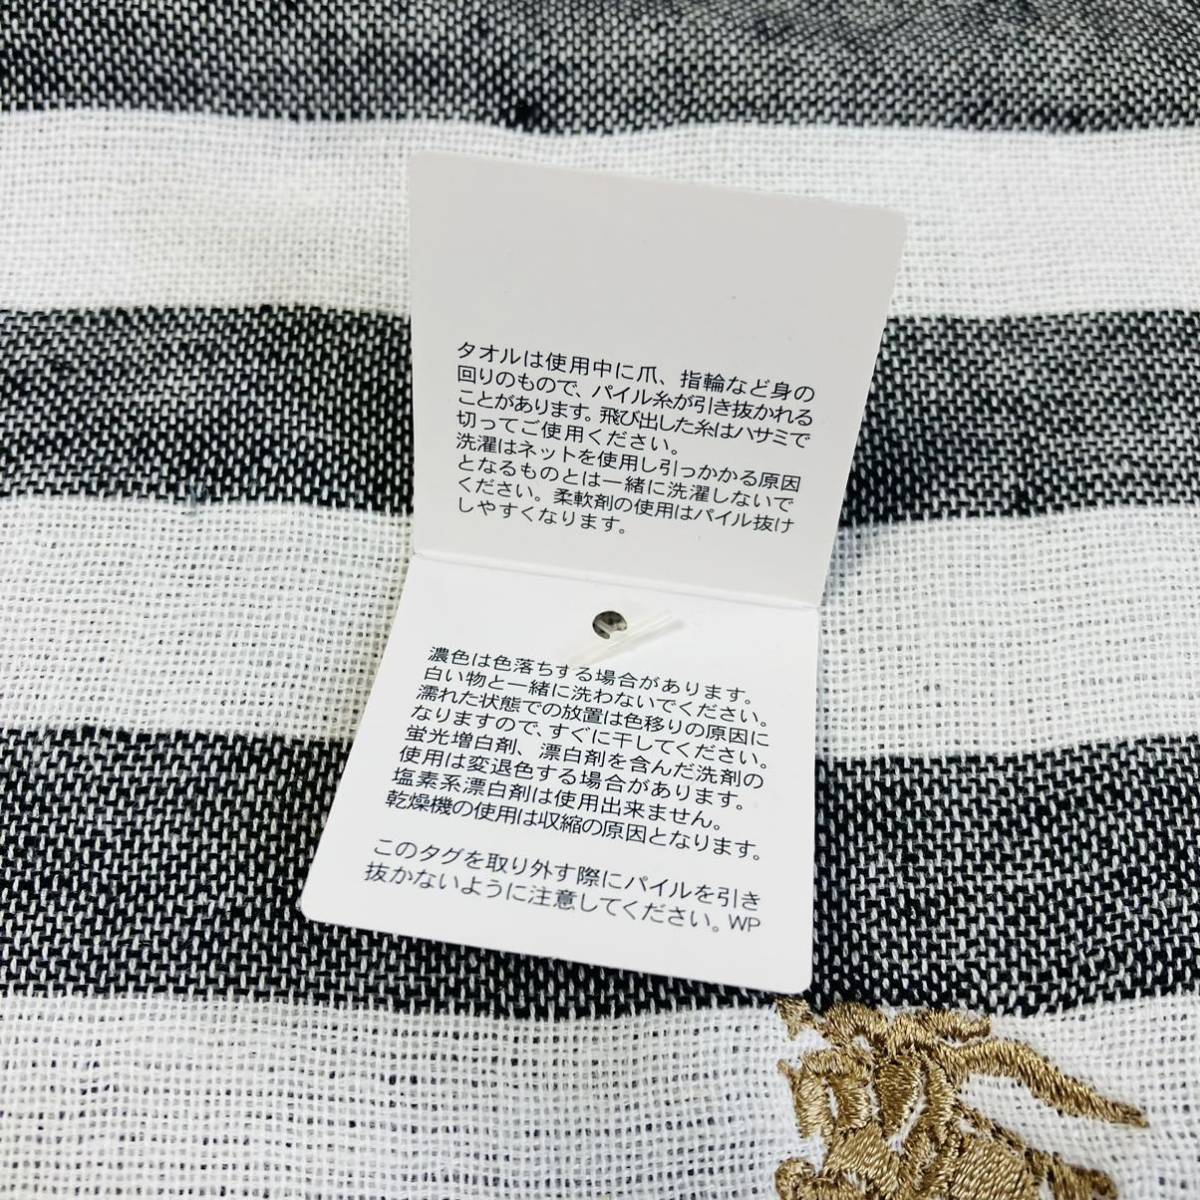 タオルは使用中に爪、指輪など身の
回りのもので、パイル糸が引き抜かれる
ことがあります。飛び出した糸はハサミで
切ってご使用ください。
洗濯はネットを使用し引っかかる原因
となるものとは一緒に洗濯しないで
ください。柔軟剤の使用はパイル抜け
しやすくなります。
濃色は色落ちする場合があります。
白い物と一緒に洗わないでください。
濡れた状態での放置は色移りの原因に
なりますので、すぐに干してください。
蛍光増白剤、漂白剤を含んだ洗剤の
使用は変退色する場合があります。
塩素系漂白剤は使用出来ません。
乾燥機の使用は収縮の原因となります。
このタグを取り外す際にパイルを引き
抜かないように注意してください。WP